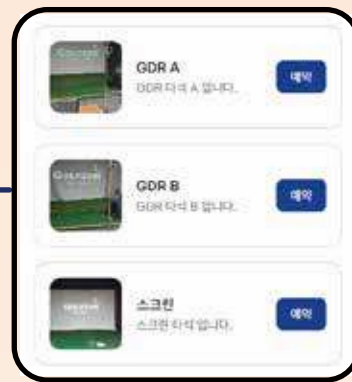 GDR A
GDR 타석 A 입니다.
예약
GDR B
GDR 타석 B 입니다.
예약
스크린
스크린 타석 입니다.
예약